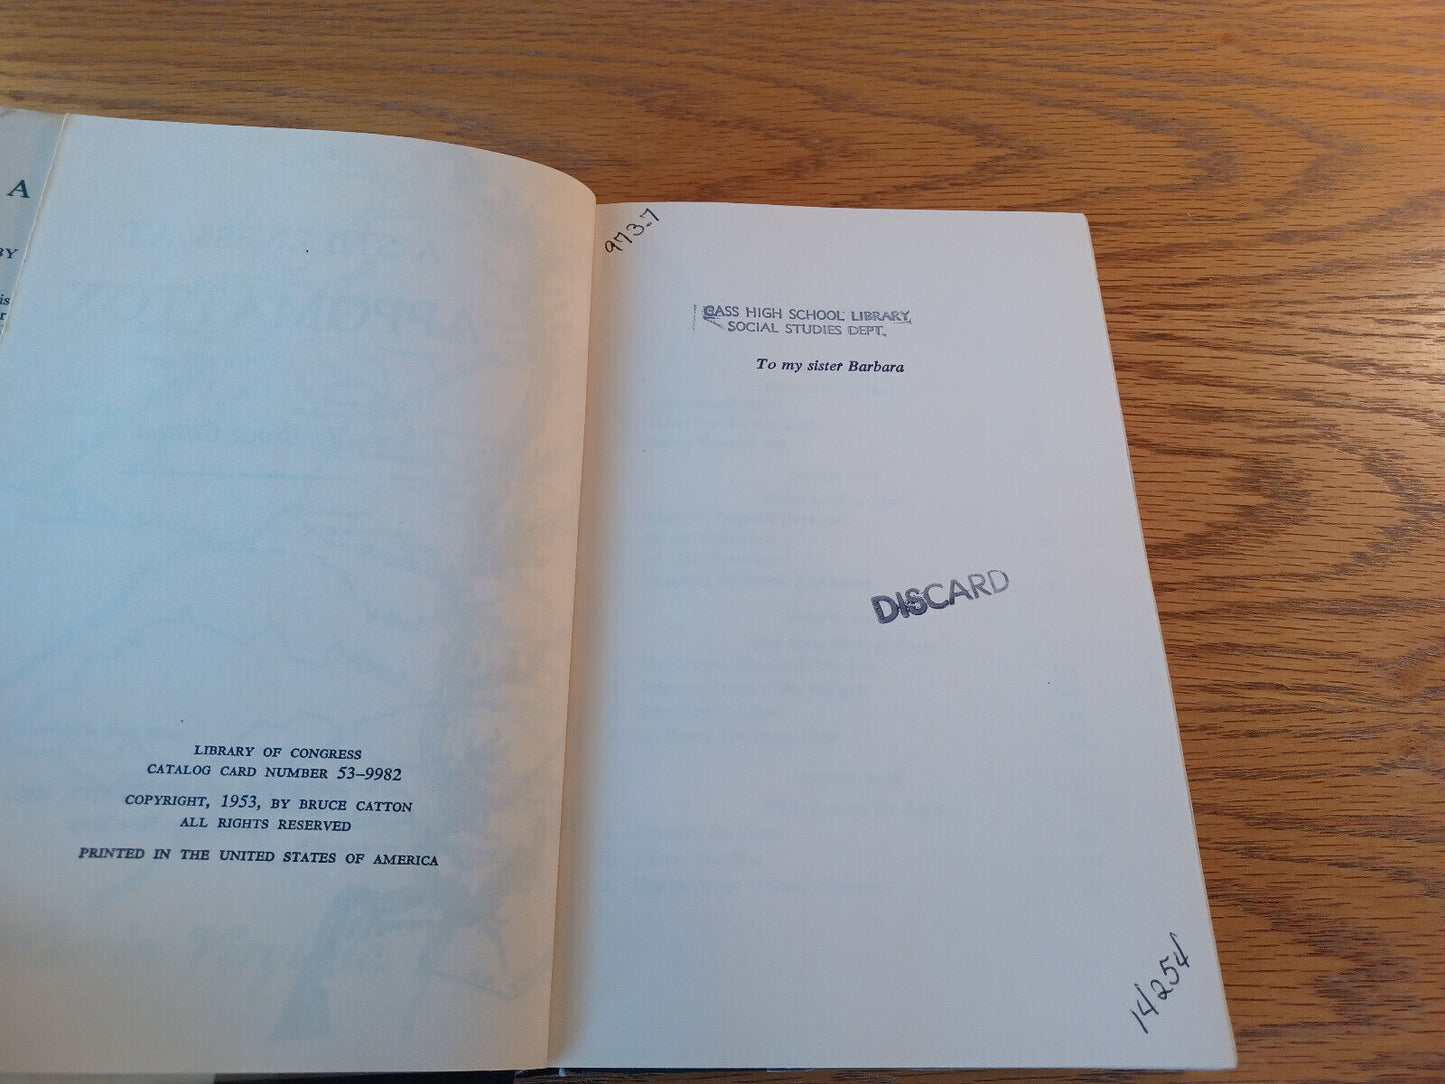 A
BY
is
r
LIBRARY OF CONGRESS
CATALOG CARD NUMBER 53–9982
COPYRIGHT, 1953, BY BRUCE CATTON
ALL RIGHTS RESERVED
PRINTED IN THE UNITED STATES OF AMERICA
973.7
CASS HIGH SCHOOL LIBRARY
SOCIAL STUDIES DEPT.
To my sister Barbara
DISCARD
14254